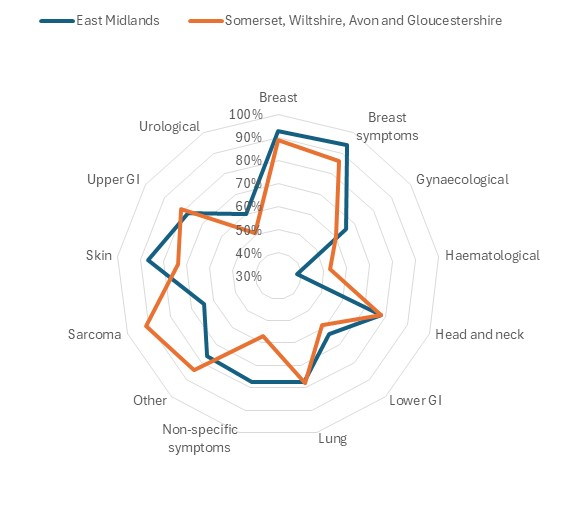 East Midlands
Somerset, Wiltshire, Avon and Gloucestershire
Breast
100%
Breast
symptoms
Urological
90%
80%
Upper GI
70%
Gynaecological
60%
50%
Skin
40%
Haematological
30%
Sarcoma
Head and neck
Other
Lower GI
Non-specific
symptoms
Lung